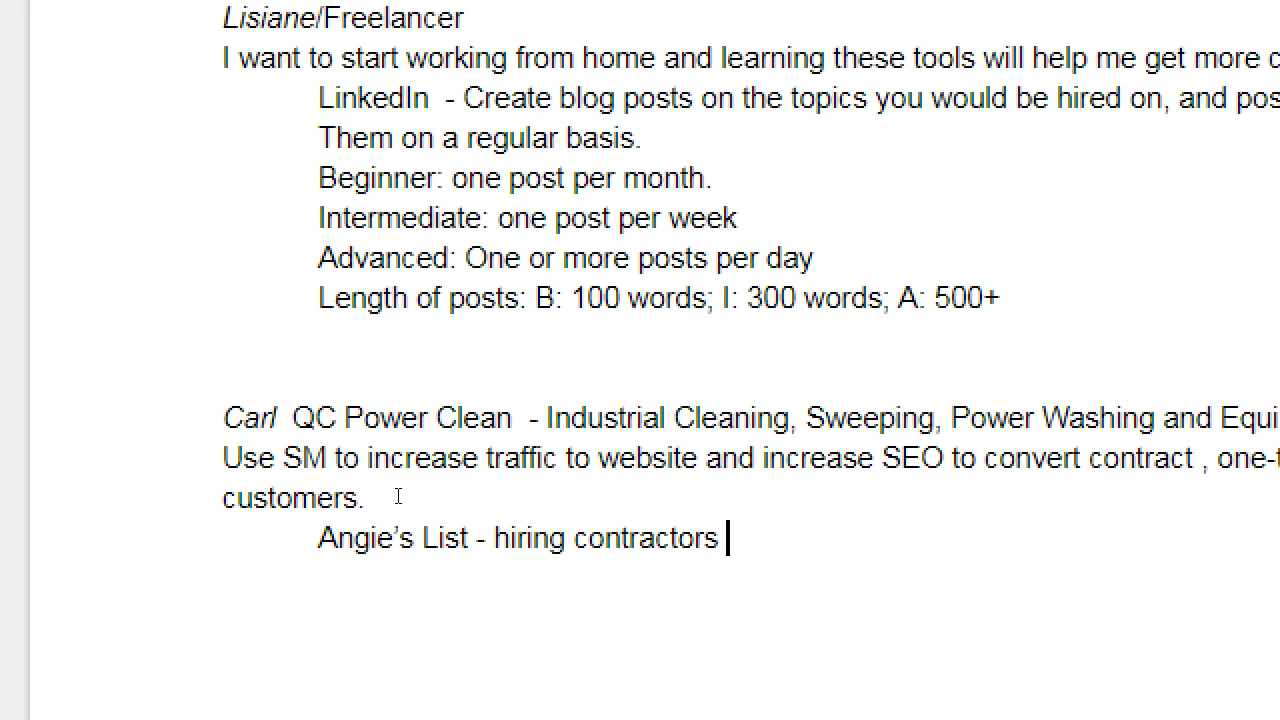 Lisiane/Freelancer
I want to start working from home and learning these tools will help me get more
LinkedIn - Create blog posts on the topics you would be hired on, and
Them on a regular basis.
Beginner: one post per month.
Intermediate: one post per week
Advanced: One or more posts per day
Length of posts: B: 100 words; I: 300 words; A: 500+
Carl QC Power Clean - Industrial Cleaning, Sweeping, Power Washing and
Use SM to increase traffic to website and increase SEO to convert contract ,
customers.
Angie’s List - hiring contractors